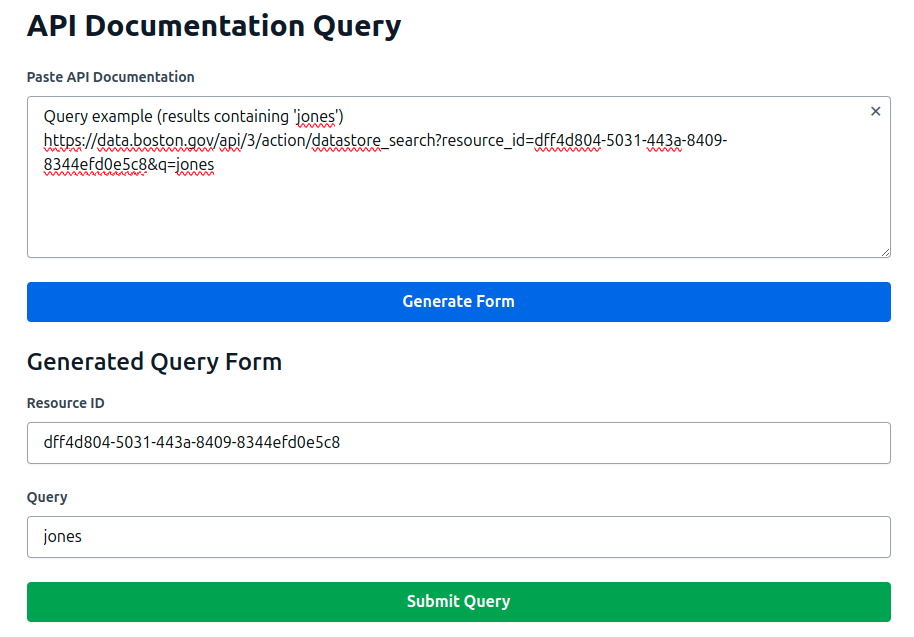 API Documentation Query
Paste API Documentation
Query example (results containing 'jones')
https://data.boston.gov/api/3/action/datastore_search?resource_id=dff4d804-5031-443a-8409-
8344efd0e5c8&q=jones
Generate Form
Generated Query Form
Resource ID
dff4d804-5031-443a-8409-8344efd0e5c8
Query
jones
Submit Query